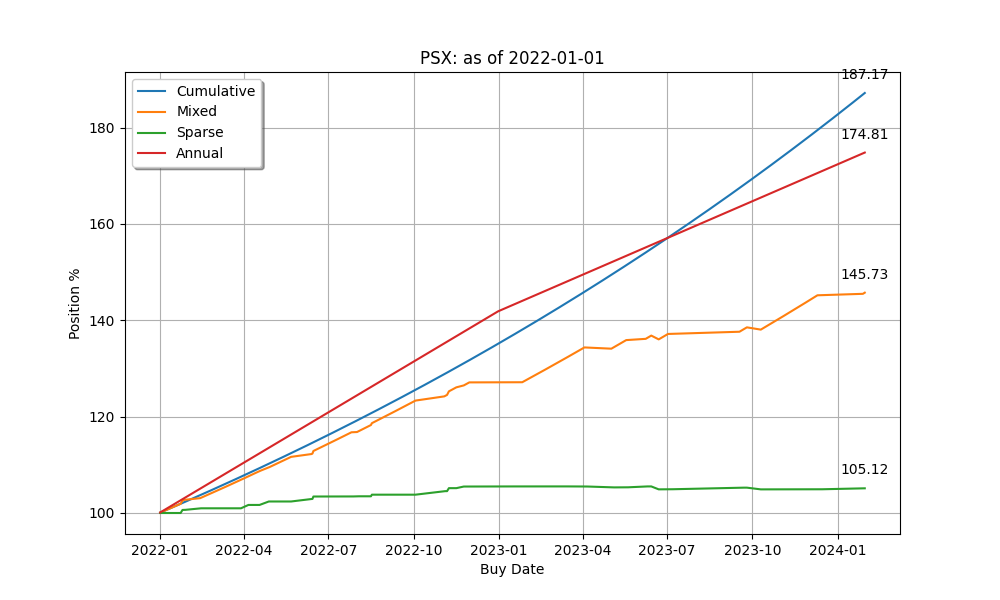 PSX: as of 2022-01-01
187.17
Cumulative
Mixed
Sparse
Annual
174.81
145.73
105.12
180
160
140
120
100
Position %
2022-01 2022-04 2022-07 2022-10 2023-01 2023-04 2023-07 2023-10 2024-01
Buy Date